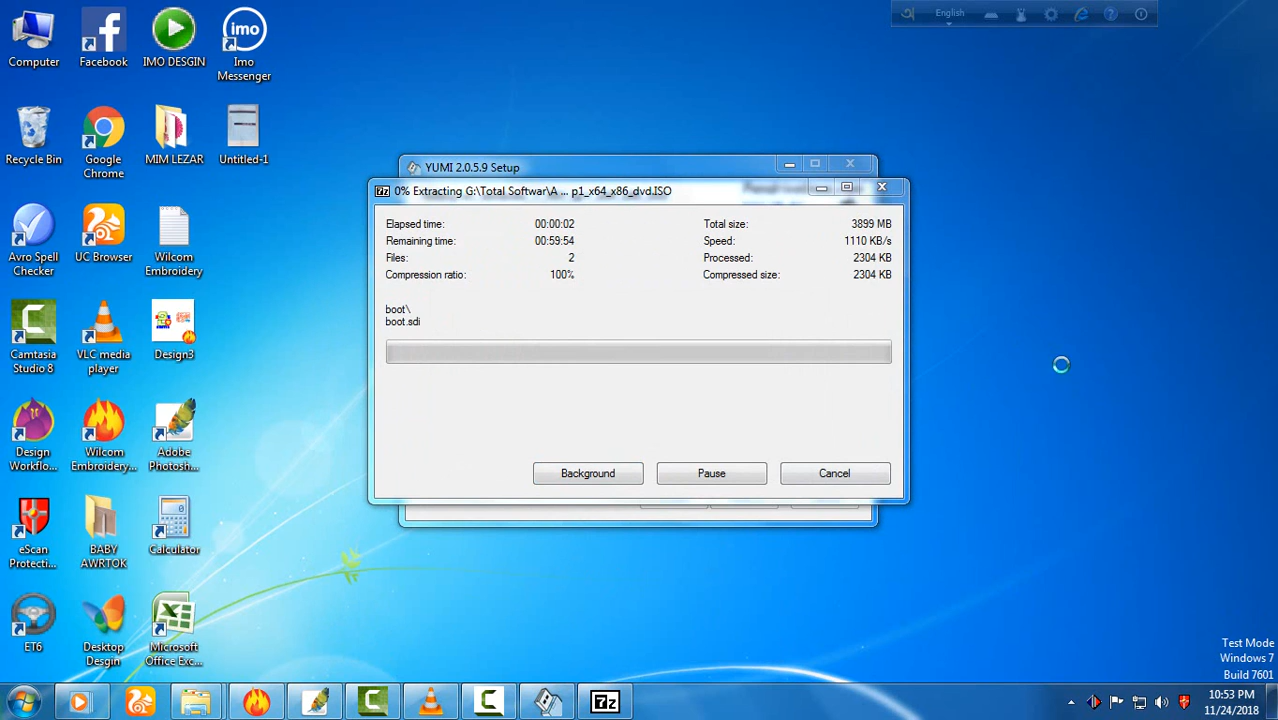 English
Computer
Facebook
IMO DESGIN
Imo
Messenger
imo
Recycle Bin
Google
Chrome
MIM LEZAR
Untitled-1
Avro Spell
Checker
UC Browser
Wilcom
Embroidery
Camtasia
Studio 8
VLC media
player
Design3
Design
Workflo...
Wilcom
Embroidery...
Adobe
Photosh...
eScan
Protecti...
BABY
AWRTOK
Calculator
ET6
Desktop
Desgin
Microsoft
Office Exc...
YUMI 2.0.5.9 Setup
7z 0% Extracting G:\Total Softwar\A ... p1_x64_x86_dvd.ISO
Elapsed time: 00:00:02 Total size: 3899 MB
Remaining time: 00:59:54 Speed: 1110 KB/s
Files: 2 Processed: 2304 KB
Compression ratio: 100% Compressed size: 2304 KB
boot\
boot.sdi
Background Pause Cancel
Test Mode
Windows 7
Build 7601
7z
10:53 PM
11/24/2018